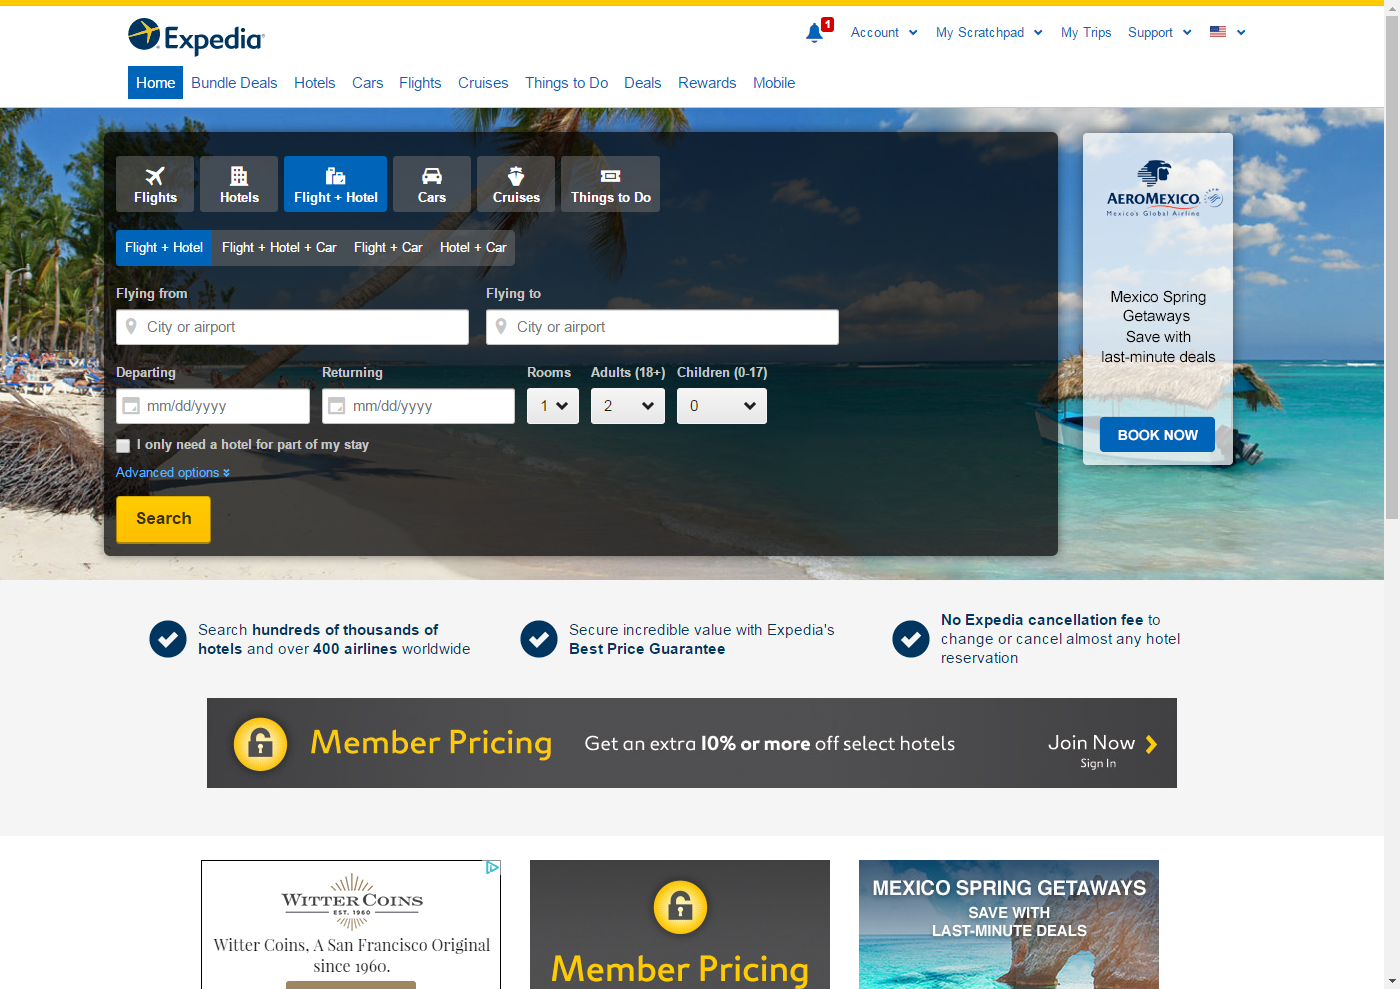 Expedia
1
Account
My Scratchpad
My Trips
Support
Home
Bundle Deals
Hotels
Cars
Flights
Cruises
Things to Do
Deals
Rewards
Mobile
Flights
Hotels
Flight + Hotel
Cars
Cruises
Things to Do
Flight + Hotel
Flight + Hotel + Car
Flight + Car
Hotel + Car
Flying from
Flying to
City or airport
City or airport
Departing
Returning
Rooms
Adults (18+)
Children (0-17)
mm/dd/yyyy
mm/dd/yyyy
1
2
0
I only need a hotel for part of my stay
Advanced options
Search
AEROMEXICO
Mexico's Global Airline
Mexico Spring
Getaways
Save with
last-minute deals
BOOK NOW
Search hundreds of thousands of
hotels and over 400 airlines worldwide
Secure incredible value with Expedia's
Best Price Guarantee
No Expedia cancellation fee to
change or cancel almost any hotel
reservation
Member Pricing
Get an extra 10% or more off select hotels
Join Now
Sign In
WITTER COINS
EST. 1960
Witter Coins, A San Francisco Original
since 1960.
Member Pricing
MEXICO SPRING GETAWAYS
SAVE WITH
LAST-MINUTE DEALS